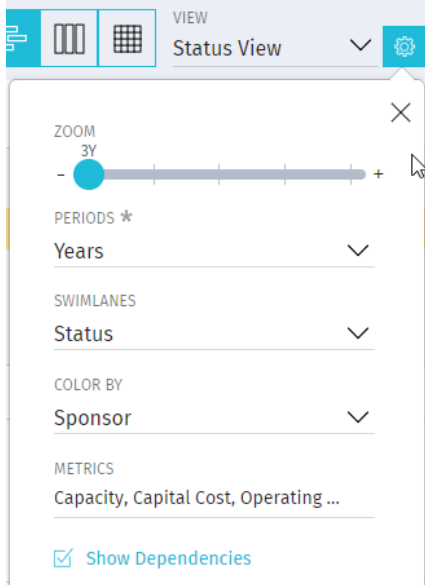 VIEW
Status View
ZOOM
3Y
- +
PERIODS *
Years
SWIMLANES
Status
COLOR BY
Sponsor
METRICS
Capacity, Capital Cost, Operating ...
Show Dependencies